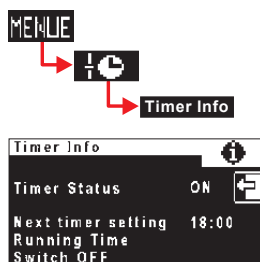 MENUE
Timer Info
Timer Info
Timer Status ON
Next timer setting 18:00
Running Time
Switch OFF